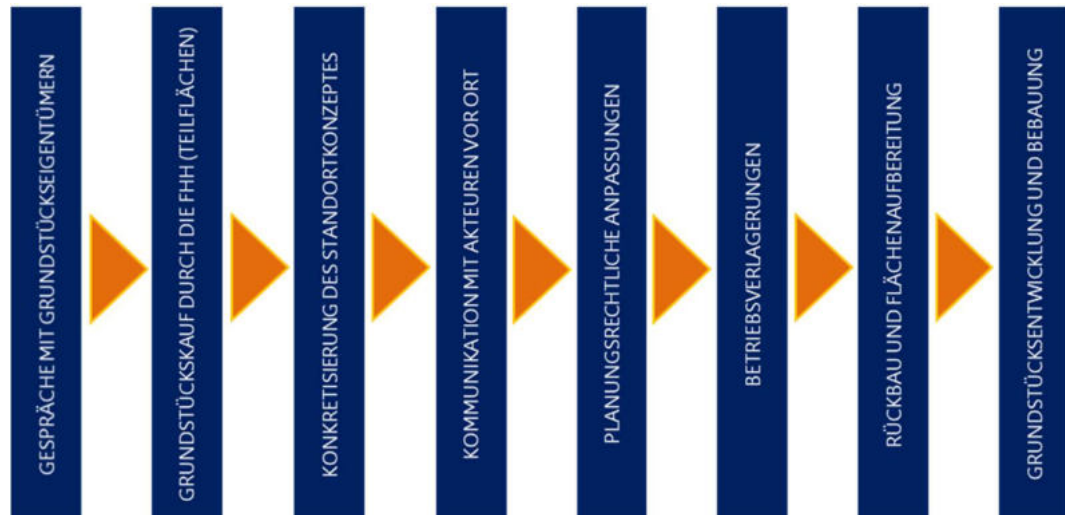 GESPRÄCHE MIT GRUNDSTÜCKSEIGENTÜMERN
GRUNDSTÜCKSKAUF DURCH DIE FHH (TEILFLÄCHEN)
KONKRETISIERUNG DES STANDORTKONZEPTES
KOMMUNIKATION MIT AKTEUREN VOR ORT
PLANUNGSRECHTLICHE ANPASSUNGEN
BETRIEBSVERLAGERUNGEN
RÜCKBAU UND FLÄCHENAUFBEREITUNG
GRUNDSTÜCKSENTWICKLUNG UND BEBAUUNG